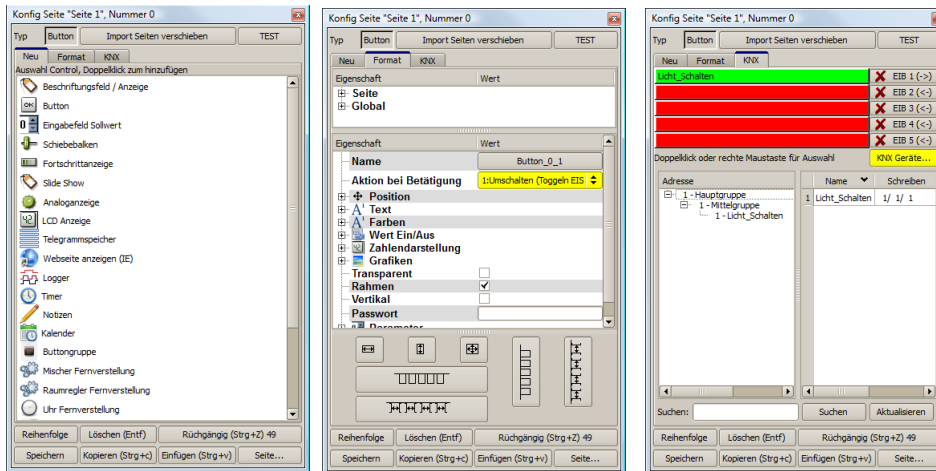 Konfig Seite "Seite 1", Nummer 0
Typ Button Import Seiten verschieben TEST
Neu Format KNX
Auswahl Control, Doppelklick zum hinzufügen
Beschriftungsfeld / Anzeige
OK Button
0 Eingabefeld Sollwert
Schiebebalken
Fortschrittanzeige
Slide Show
Analoganzeige
LCD Anzeige
Telegrammspeicher
Webseite anzeigen (IE)
Logger
Timer
Notizen
Kalender
Buttongruppe
Mischer Fernverstellung
Raumregler Fernverstellung
Uhr Fernverstellung
Reihenfolge Löschen (Entf) Rüchgängig (Strg+Z) 49
Speichern Kopieren (Strg+c) Einfügen (Strg+v) Seite...
Konfig Seite "Seite 1", Nummer 0
Typ Button Import Seiten verschieben TEST
Neu Format KNX
Eigenschaft Wert
Seite
Global
Eigenschaft Wert
Name Button_0_1
Aktion bei Betätigung 1:Umschalten (Toggeln EIS
Position
Text
Farben
Wert Ein/Aus
Zahlendarstellung
Grafiken
Transparent
Rahmen
Vertikal
Passwort
Parameter
Reihenfolge Löschen (Entf) Rüchgängig (Strg+Z) 49
Speichern Kopieren (Strg+c) Einfügen (Strg+v) Seite...
Konfig Seite "Seite 1", Nummer 0
Typ Button Import Seiten verschieben TEST
Neu Format KNX
Licht_Schalten EIB 1 (->)
EIB 2 (<-)
EIB 3 (<-)
EIB 4 (<-)
EIB 5 (<-)
Doppelklick oder rechte Maustaste für Auswahl KNX Geräte...
Adresse Name Schreiben
1 - Hauptgruppe 1 Licht_Schalten 1/ 1/ 1
1 - Mittelgruppe
1 - Licht_Schalten
Suchen: Suchen Aktualisieren
Reihenfolge Löschen (Entf) Rüchgängig (Strg+Z) 49
Speichern Kopieren (Strg+c) Einfügen (Strg+v) Seite...